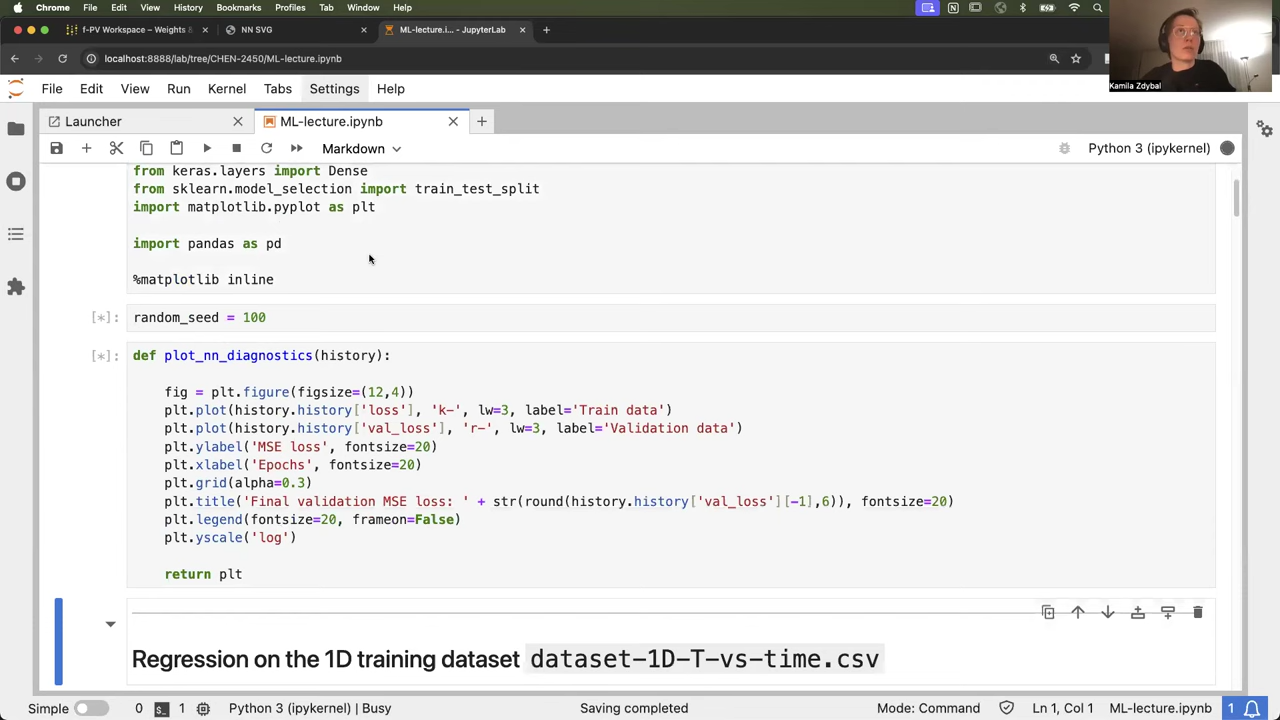 Chrome File Edit View History Bookmarks Profiles Tab Window Help
f-PV Workspace – Weights &
NN SVG
ML-lecture.i... - JupyterLab
localhost:8888/lab/tree/CHEN-2450/ML-lecture.ipynb
Kamila Zdybal
File Edit View Run Kernel Tabs Settings Help
Launcher
ML-lecture.ipynb
Markdown
Python 3 (ipykernel)
from keras.layers import Dense
from sklearn.model_selection import train_test_split
import matplotlib.pyplot as plt
import pandas as pd
%matplotlib inline
[*]: random_seed = 100
[*]: def plot_nn_diagnostics(history):
fig = plt.figure(figsize=(12,4))
plt.plot(history.history['loss'], 'k-', lw=3, label='Train data')
plt.plot(history.history['val_loss'], 'r-', lw=3, label='Validation data')
plt.ylabel('MSE loss', fontsize=20)
plt.xlabel('Epochs', fontsize=20)
plt.grid(alpha=0.3)
plt.title('Final validation MSE loss: ' + str(round(history.history['val_loss'][-1],6)), fontsize=20)
plt.legend(fontsize=20, frameon=False)
plt.yscale('log')
return plt
Regression on the 1D training dataset dataset-1D-T-vs-time.csv
Simple 0 $_ 1 Python 3 (ipykernel) | Busy Saving completed Mode: Command Ln 1, Col 1 ML-lecture.ipynb 1